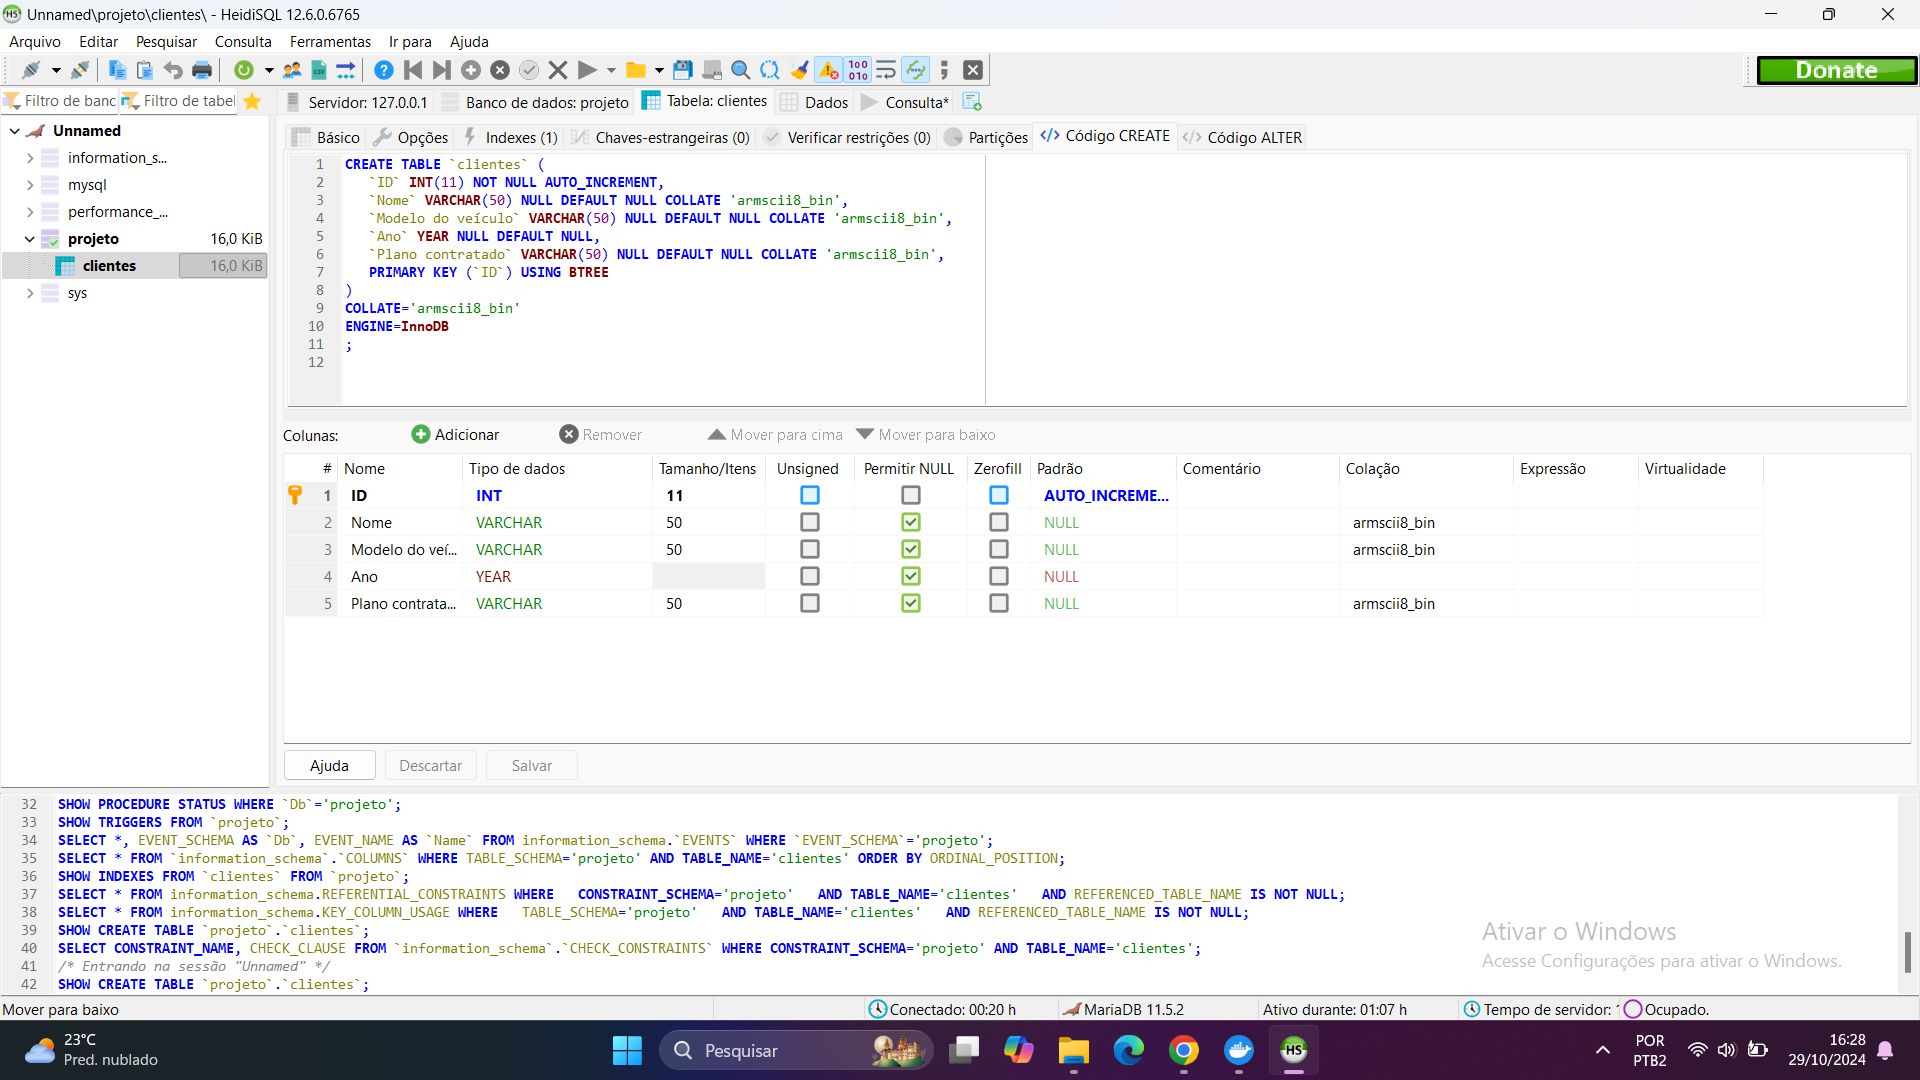 Unnamed\projeto\clientes\ - HeidiSQL 12.6.0.6765
Arquivo Editar Pesquisar Consulta Ferramentas Ir para Ajuda
Donate
Filtro de banc Filtro de tabel
Servidor: 127.0.0.1 Banco de dados: projeto Tabela: clientes Dados Consulta*
Unnamed
information_s...
mysql
performance_...
projeto 16,0 KiB
clientes 16,0 KiB
sys
Básico Opções Indexes (1) Chaves-estrangeiras (0) Verificar restrições (0) Partições Código CREATE Código ALTER
1 CREATE TABLE `clientes` (
2 `ID` INT(11) NOT NULL AUTO_INCREMENT,
3 `Nome` VARCHAR(50) NULL DEFAULT NULL COLLATE 'armscii8_bin',
4 `Modelo do veículo` VARCHAR(50) NULL DEFAULT NULL COLLATE 'armscii8_bin',
5 `Ano` YEAR NULL DEFAULT NULL,
6 `Plano contratado` VARCHAR(50) NULL DEFAULT NULL COLLATE 'armscii8_bin',
7 PRIMARY KEY (`ID`) USING BTREE
8 )
9 COLLATE='armscii8_bin'
10 ENGINE=InnoDB
11 ;
12
Colunas: Adicionar Remover Mover para cima Mover para baixo
# Nome Tipo de dados Tamanho/Itens Unsigned Permitir NULL Zerofill Padrão Comentário Colação Expressão Virtualidade
1 ID INT 11 AUTO_INCREME...
2 Nome VARCHAR 50 NULL armscii8_bin
3 Modelo do veí... VARCHAR 50 NULL armscii8_bin
4 Ano YEAR NULL
5 Plano contrata... VARCHAR 50 NULL armscii8_bin
Ajuda Descartar Salvar
32 SHOW PROCEDURE STATUS WHERE `Db`='projeto';
33 SHOW TRIGGERS FROM `projeto`;
34 SELECT *, EVENT_SCHEMA AS `Db`, EVENT_NAME AS `Name` FROM information_schema.`EVENTS` WHERE `EVENT_SCHEMA`='projeto';
35 SELECT * FROM `information_schema`.`COLUMNS` WHERE TABLE_SCHEMA='projeto' AND TABLE_NAME='clientes' ORDER BY ORDINAL_POSITION;
36 SHOW INDEXES FROM `clientes` FROM `projeto`;
37 SELECT * FROM information_schema.REFERENTIAL_CONSTRAINTS WHERE CONSTRAINT_SCHEMA='projeto' AND TABLE_NAME='clientes' AND REFERENCED_TABLE_NAME IS NOT NULL;
38 SELECT * FROM information_schema.KEY_COLUMN_USAGE WHERE TABLE_SCHEMA='projeto' AND TABLE_NAME='clientes' AND REFERENCED_TABLE_NAME IS NOT NULL;
39 SHOW CREATE TABLE `projeto`.`clientes`;
40 SELECT CONSTRAINT_NAME, CHECK_CLAUSE FROM `information_schema`.`CHECK_CONSTRAINTS` WHERE CONSTRAINT_SCHEMA='projeto' AND TABLE_NAME='clientes';
41 /* Entrando na sessão "Unnamed" */
42 SHOW CREATE TABLE `projeto`.`clientes`;
Ativar o Windows
Acesse Configurações para ativar o Windows.
Mover para baixo Conectado: 00:20 h MariaDB 11.5.2 Ativo durante: 01:07 h Tempo de servidor: Ocupado.
23°C
Pred. nublado
Pesquisar
HS
POR
PTB2
16:28
29/10/2024